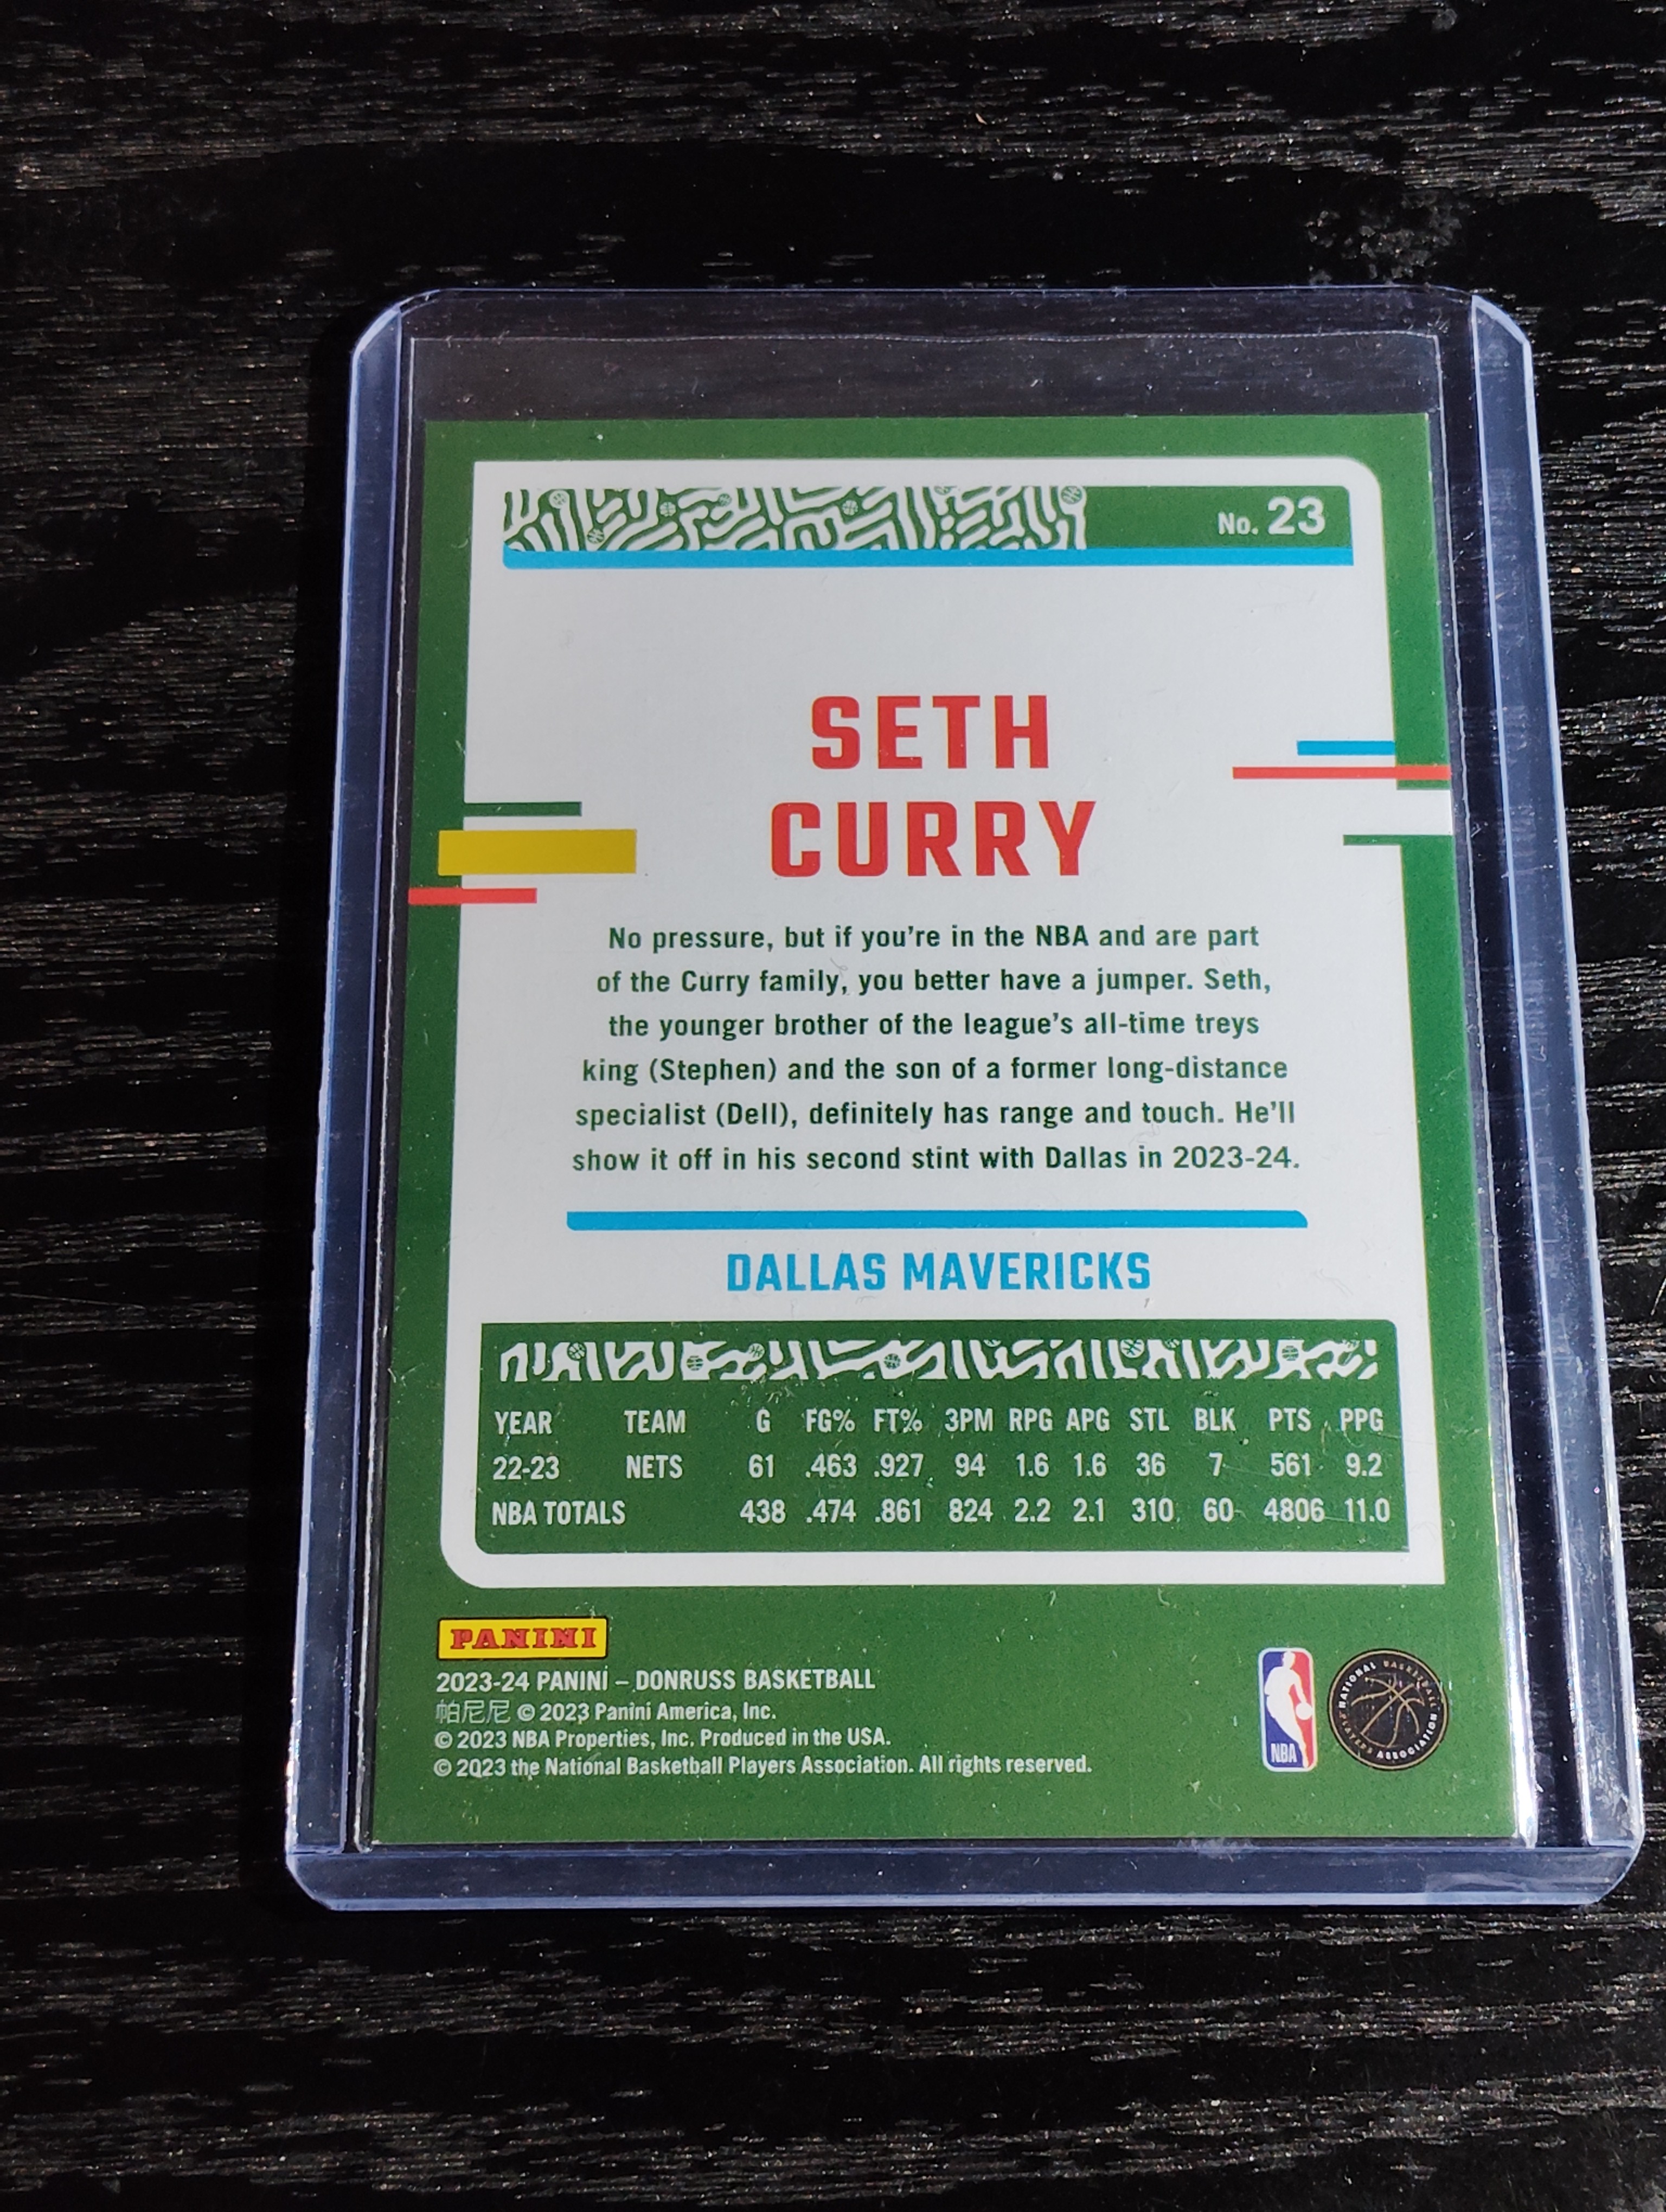 No. 23
SETH
CURRY
No pressure, but if you're in the NBA and are part
of the Curry family, you better have a jumper. Seth,
the younger brother of the league's all-time treys
king (Stephen) and the son of a former long-distance
specialist (Dell), definitely has range and touch. He'll
show it off in his second stint with Dallas in 2023-24.
DALLAS MAVERICKS
YEAR TEAM G FG% FT% 3PM RPG APG STL BLK PTS PPG
22-23 NETS 61 .463 .927 94 1.6 1.6 36 7 561 9.2
NBA TOTALS 438 .474 .861 824 2.2 2.1 310 60 4806 11.0
PANINI
2023-24 PANINI – DONRUSS BASKETBALL
帕尼尼 © 2023 Panini America, Inc.
© 2023 NBA Properties, Inc. Produced in the USA.
© 2023 the National Basketball Players Association. All rights reserved.
NBA
NATIONAL BASKETBALL PLAYERS ASSOCIATION